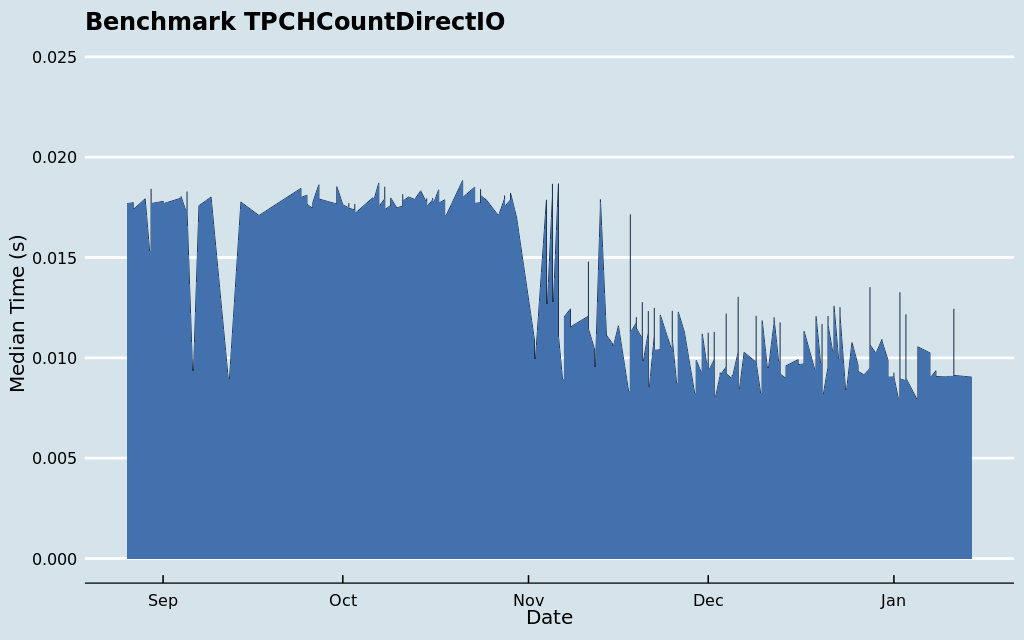 Benchmark TPCHCountDirectIO
0.025
0.020
0.015
0.010
0.005
0.000
Median Time (s)
Sep
Oct
Nov
Dec
Jan
Date